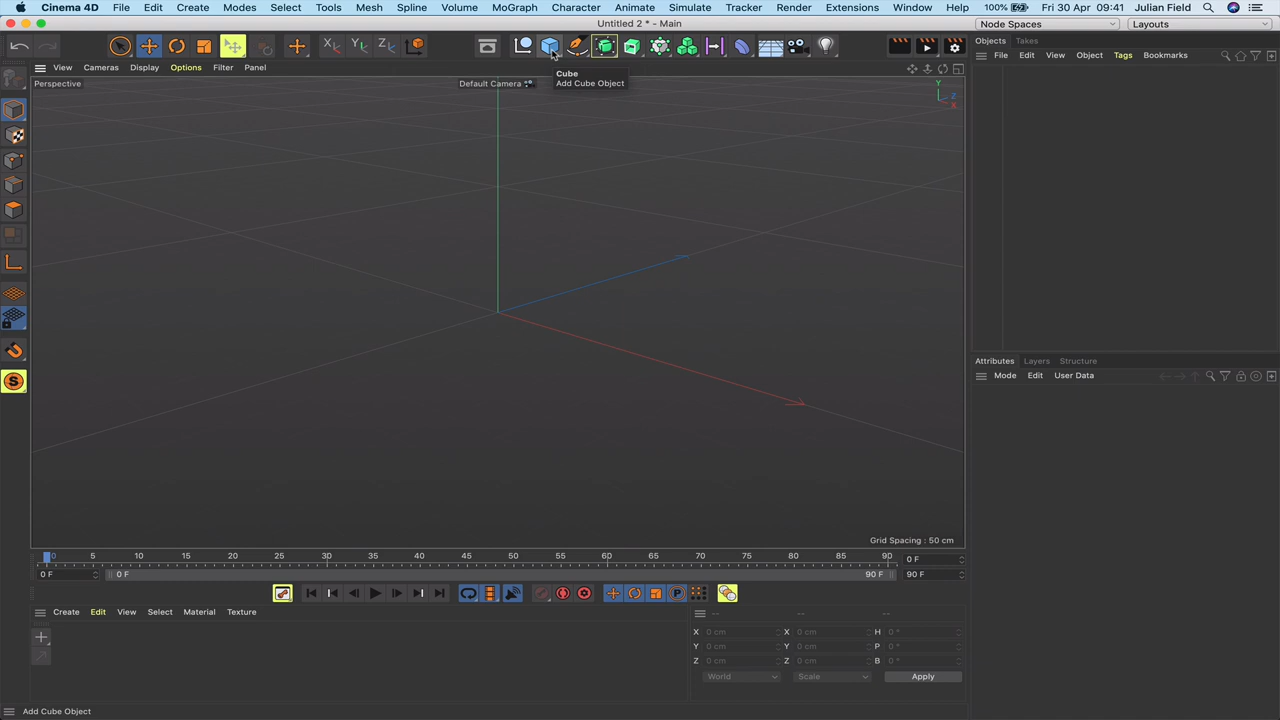 Cinema 4D File Edit Create Modes Select Tools Mesh Spline Volume MoGraph Character Animate Simulate Tracker Render Extensions Window Help 100% Fri 30 Apr 09:41 Julian Field
Untitled 2 * - Main
Node Spaces Layouts
Objects Takes
File Edit View Object Tags Bookmarks
View Cameras Display Options Filter Panel
Perspective
Default Camera
Cube
Add Cube Object
Y
Z
X
Grid Spacing : 50 cm
Attributes Layers Structure
Mode Edit User Data
0 5 10 15 20 25 30 35 40 45 50 55 60 65 70 75 80 85 90 0 F
0 F 0 F 90 F 90 F
Create Edit View Select Material Texture
-- -- --
X 0 cm X 0 cm H 0 °
Y 0 cm Y 0 cm P 0 °
Z 0 cm Z 0 cm B 0 °
World Scale Apply
Add Cube Object